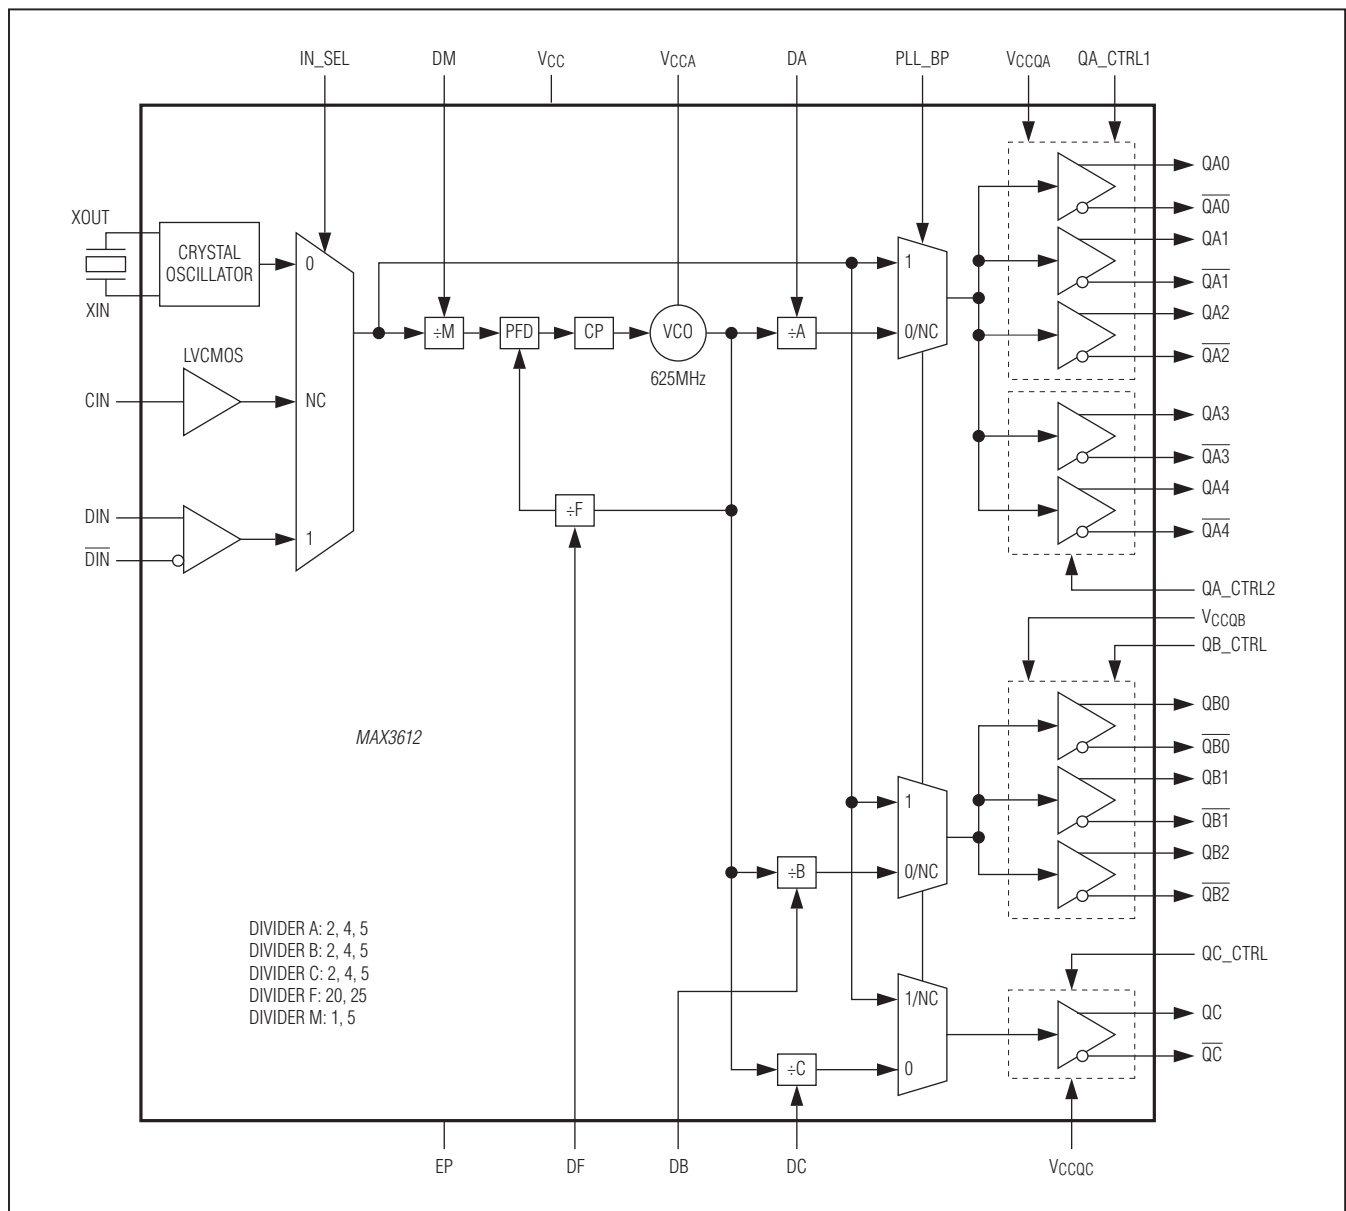 IN_SEL DM VCC VCCA DA PLL_BP VCCQA QA_CTRL1
QA0
XOUT
QA0
CRYSTAL
OSCILLATOR
0
1
QA1
XIN
QA1
QA2
÷M PFD CP VCO ÷A 0/NC
LVCMOS
QA2
625MHz
CIN
NC
QA3
QA3
QA4
DIN
÷F
QA4
1
DIN
QA_CTRL2
VCCQB
QB_CTRL
QB0
MAX3612
QB0
QB1
1
QB1
QB2
÷B 0/NC
QB2
DIVIDER A: 2, 4, 5
DIVIDER B: 2, 4, 5
DIVIDER C: 2, 4, 5
DIVIDER F: 20, 25
DIVIDER M: 1, 5
QC_CTRL
1/NC
QC
QC
÷C 0
EP DF DB DC VCCQC